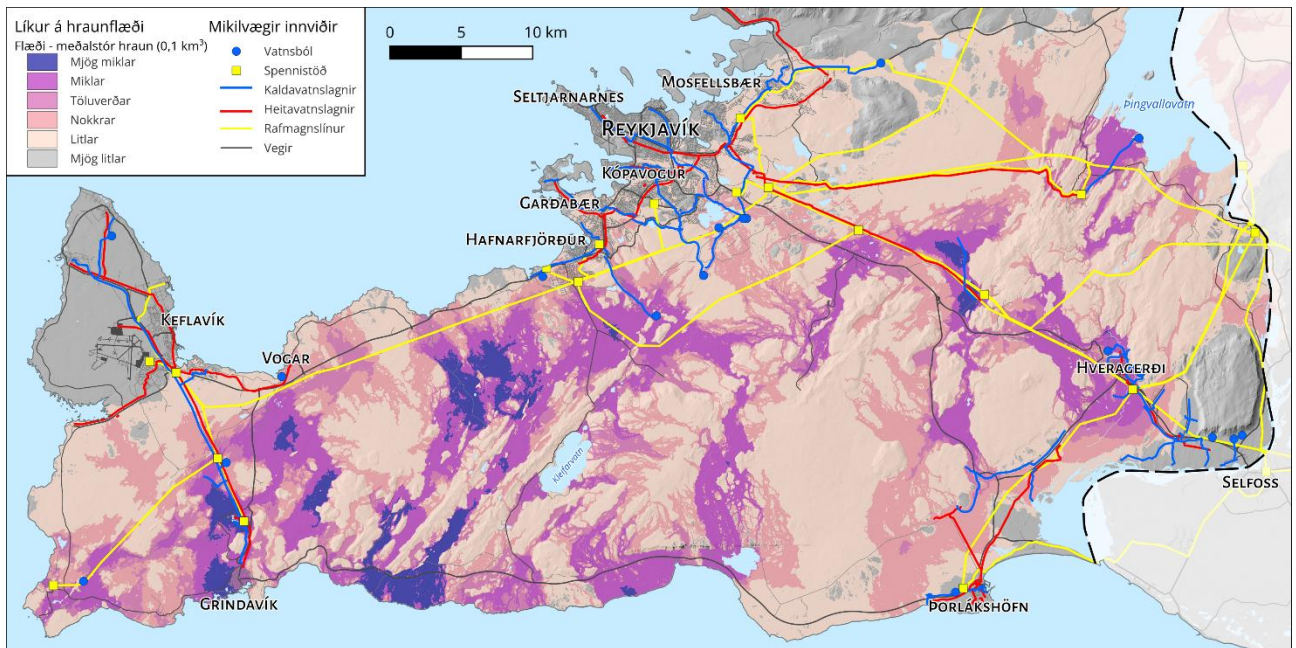 Líkur á hraunflæði
Flæði - meðalstór hraun (0,1 km³)
Mjög miklar
Miklar
Töluverðar
Nokkrar
Litlar
Mjög litlar
Mikilvægir innviðir
Vatnsból
Spennistöð
Kaldavatnslagnir
Heitavatnslagnir
Rafmagnslínur
Vegir
0 5 10 km
MOSFELLSBÆR
SELTJARNARNES
Þingvallavatn
REYKJAVÍK
KÓPAVOGUR
GARÐABÆR
HAFNARFJÖRÐUR
KEFLAVÍK
VOGAR
HVERAGERÐI
Kleifarvatn
SELFOSS
GRINDAVÍK
ÞORLÁKSHÖFN